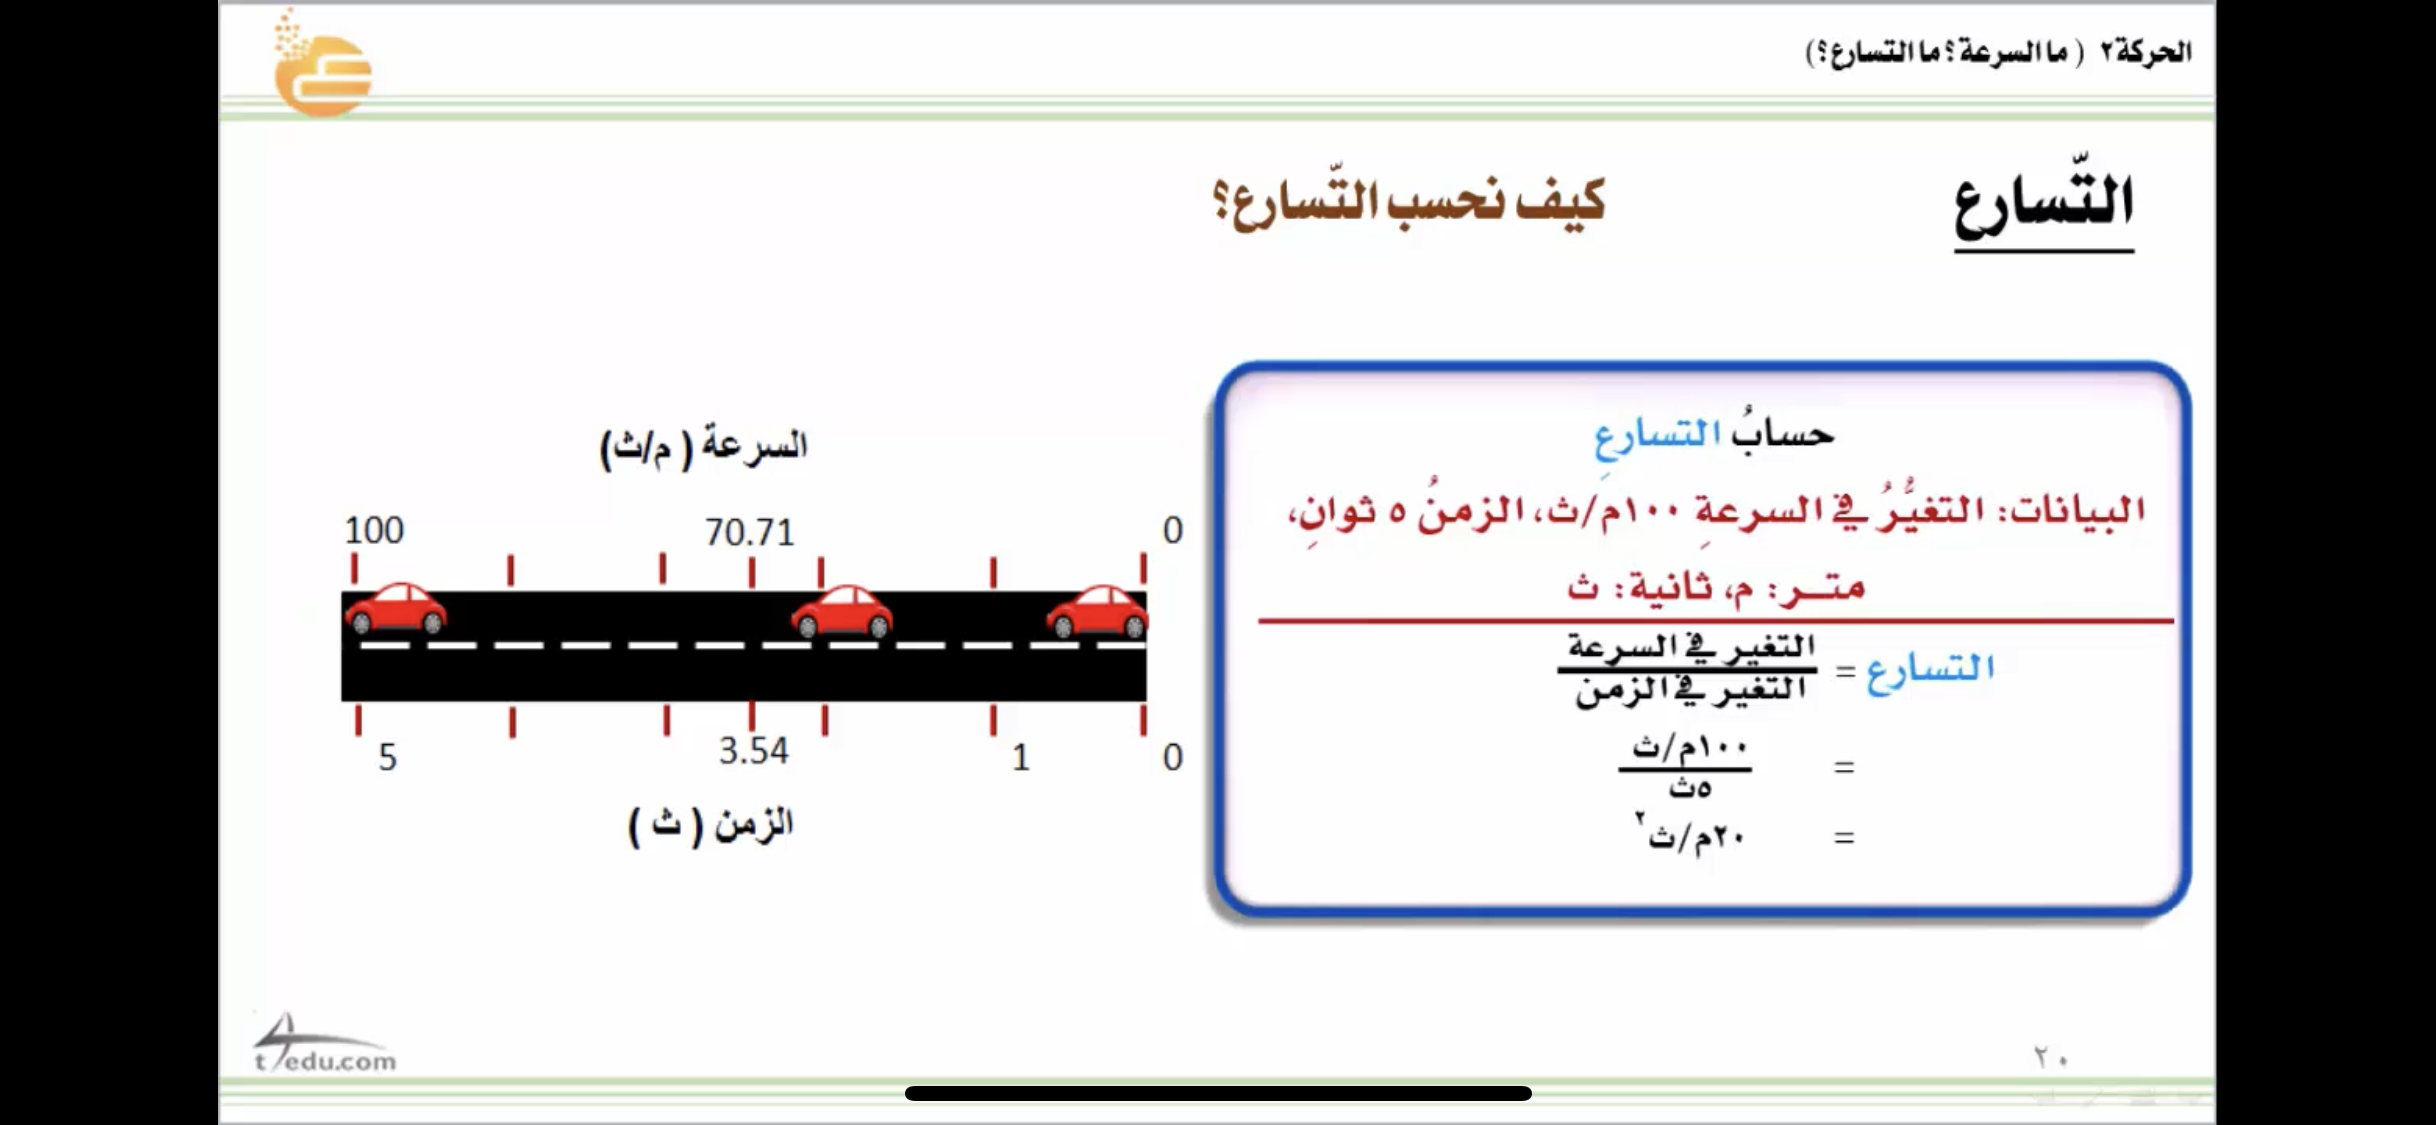 الحركة٢ ( ما السرعة؟ ما التسارع؟)
التّسارع
كيف نحسب التّسارع؟
حسابُ التسارعِ
البيانات: التغيُّرُ في السرعةِ ١٠٠م/ث، الزمنُ ٥ ثوانِ،
متر: م، ثانية: ث
التسارع = التغير في السرعة
التغير في الزمن
= ١٠٠م/ث
٥ث
= ٢٠م/ث٢
السرعة ( م/ث)
100 70.71 0
5 3.54 1 0
الزمن ( ث )
t4edu.com
٢٠